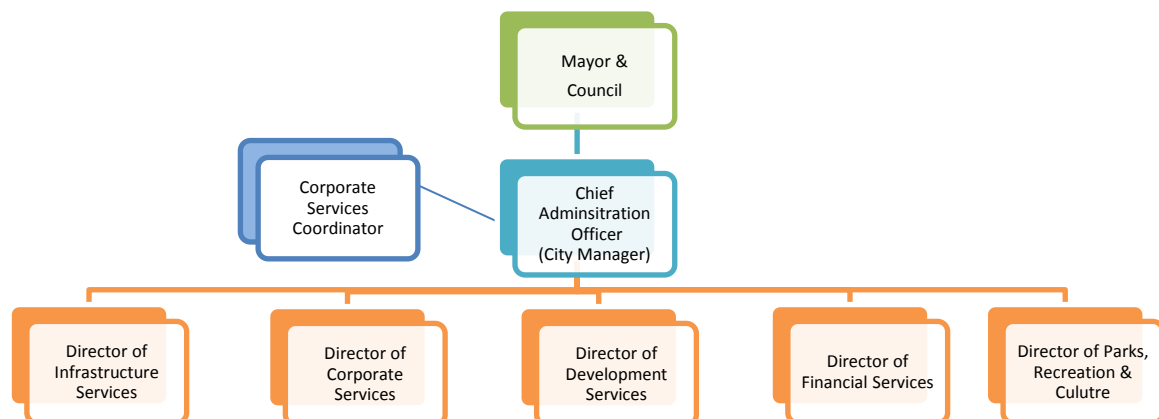 Mayor &
Council
Corporate
Services
Coordinator
Chief
Adminsitration
Officer
(City Manager)
Director of
Infrastructure
Services
Director of
Corporate
Services
Director of
Development
Services
Director of
Financial Services
Director of Parks,
Recreation &
Culutre